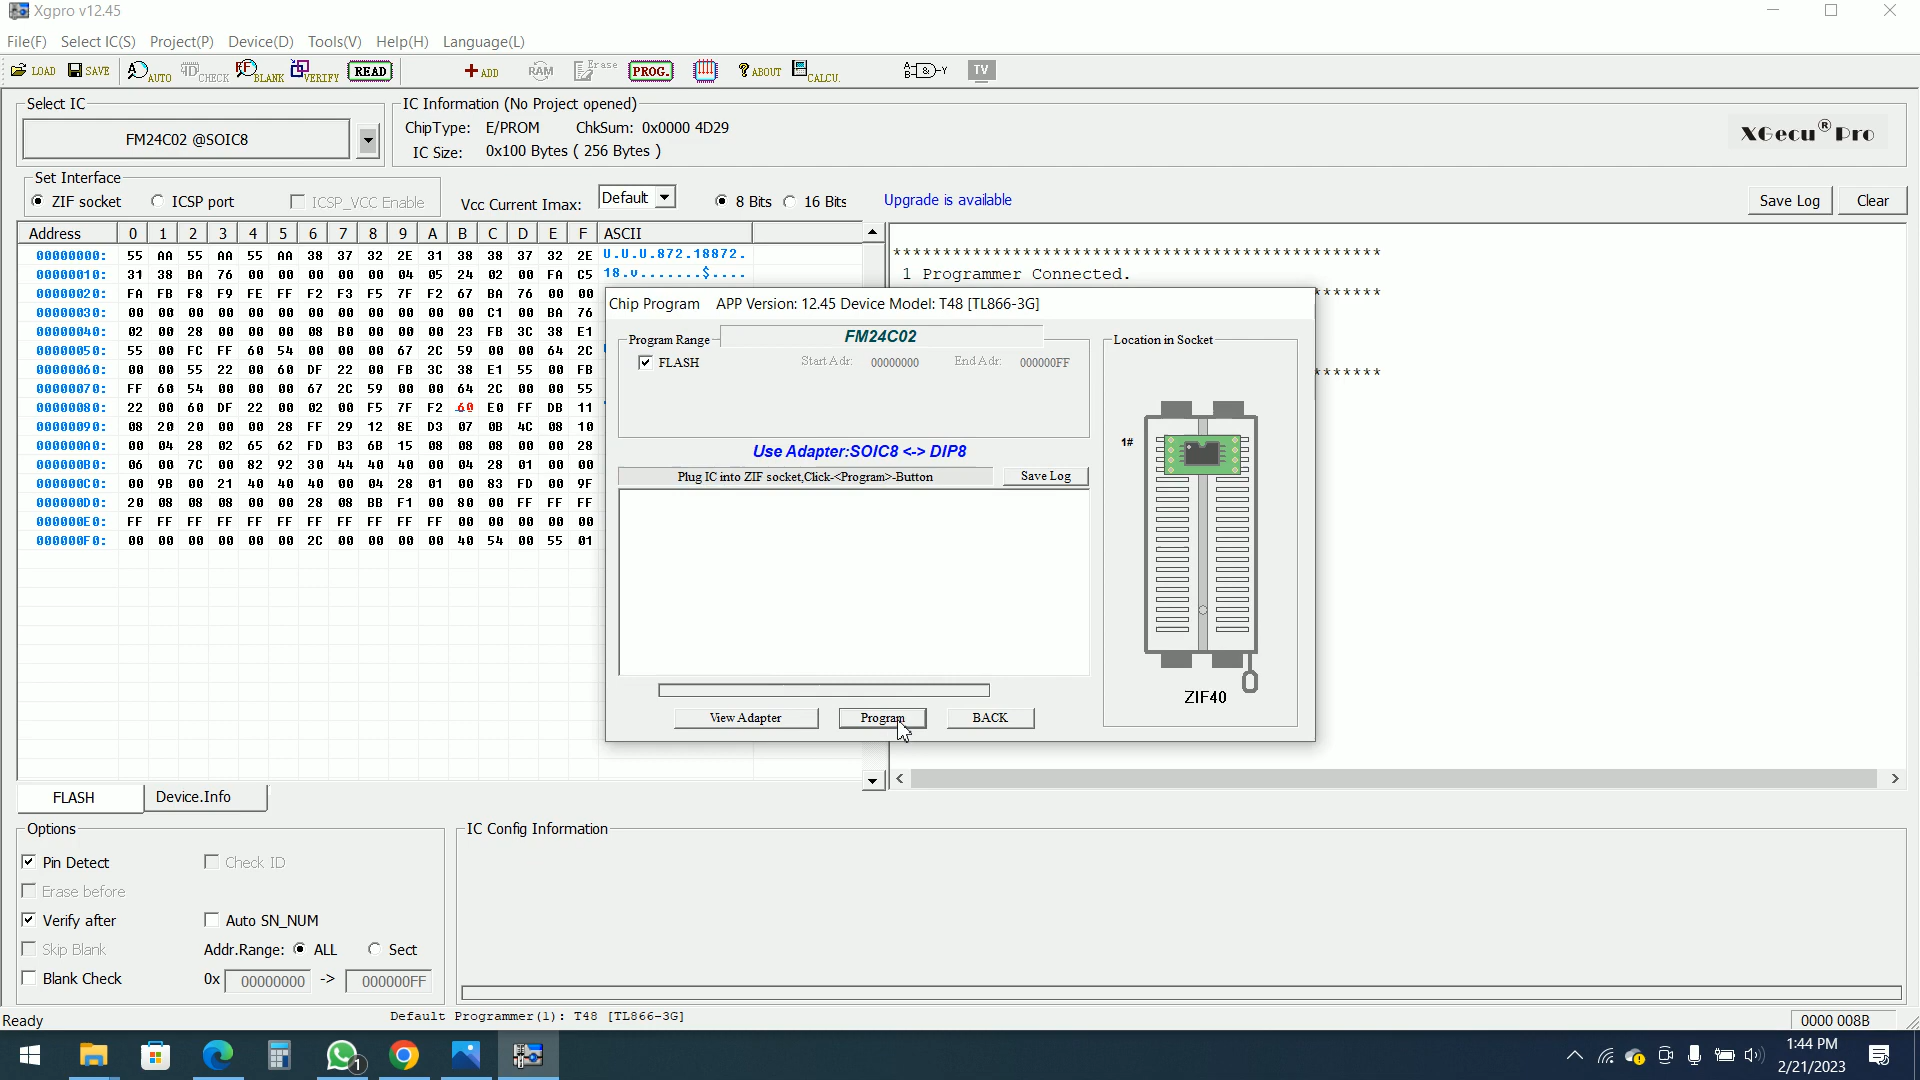 Xgpro v12.45
File(F) Select IC(S) Project(P) Device(D) Tools(V) Help(H) Language(L)
LOAD SAVE AUTO CHECK BLANK VERIFY READ ADD RAM Erase PROG. ABOUT CALCU. TV
Select IC
FM24C02 @SOIC8
IC Information (No Project opened)
ChipType: E/PROM ChkSum: 0x0000 4D29
IC Size: 0x100 Bytes ( 256 Bytes )
XGecu® Pro
Set Interface
ZIF socket ICSP port ICSP_VCC Enable
Vcc Current Imax: Default 8 Bits 16 Bits
Upgrade is available
Save Log Clear
Address 0 1 2 3 4 5 6 7 8 9 A B C D E F ASCII
00000000: 55 AA 55 AA 55 AA 38 37 32 2E 31 38 38 37 32 2E U.U.U.872.18872.
00000010: 31 38 BA 76 00 00 00 00 00 04 05 24 02 00 FA C5 18.v.......$....
00000020: FA FB F8 F9 FE FF F2 F3 F5 7F F2 67 BA 76 00 00
00000030: 00 00 00 00 00 00 00 00 00 00 00 00 C1 00 BA 76
00000040: 02 00 28 00 00 08 B0 00 00 00 00 23 FB 3C 38 E1
00000050: 55 00 FC FF 60 54 00 00 00 67 2C 59 00 00 64 2C
00000060: 00 00 55 22 00 60 DF 22 00 FB 3C 38 E1 55 00 FB
00000070: FF 60 54 00 00 00 67 2C 59 00 00 64 2C 00 00 55
00000080: 22 00 60 DF 22 00 02 00 F5 7F F2 60 E0 FF DB 11
00000090: 08 20 20 00 00 28 FF 29 12 8E D3 07 0B 4C 08 10
000000A0: 00 04 28 02 65 62 FD B3 6B 15 08 08 08 00 00 28
000000B0: 06 00 7C 00 82 92 30 44 40 40 00 04 28 01 00 00
000000C0: 00 9B 00 21 40 40 40 00 04 28 01 00 83 FD 00 9F
000000D0: 20 08 08 08 00 00 28 08 BB F1 00 80 00 FF FF FF
000000E0: FF FF FF FF FF FF FF FF FF FF FF 00 00 00 00 00
000000F0: 00 00 00 00 00 00 2C 00 00 00 00 40 54 00 55 01
***********************************************
1 Programmer Connected.
*******
*******
Chip Program APP Version: 12.45 Device Model: T48 [TL866-3G]
Program Range FM24C02
FLASH StartAdr: 00000000 EndAdr: 000000FF
Use Adapter:SOIC8 <-> DIP8
Plug IC into ZIF socket,Click-<Program>-Button Save Log
View Adapter Program BACK
Location in Socket
1#
ZIF40
FLASH Device.Info
Options
Pin Detect Check ID
Erase before
Verify after Auto SN_NUM
Skip Blank Addr.Range: ALL Sect
Blank Check 0x 00000000 -> 000000FF
IC Config Information
Ready Default Programmer(1): T48 [TL866-3G] 0000 008B
1
1:44 PM
2/21/2023